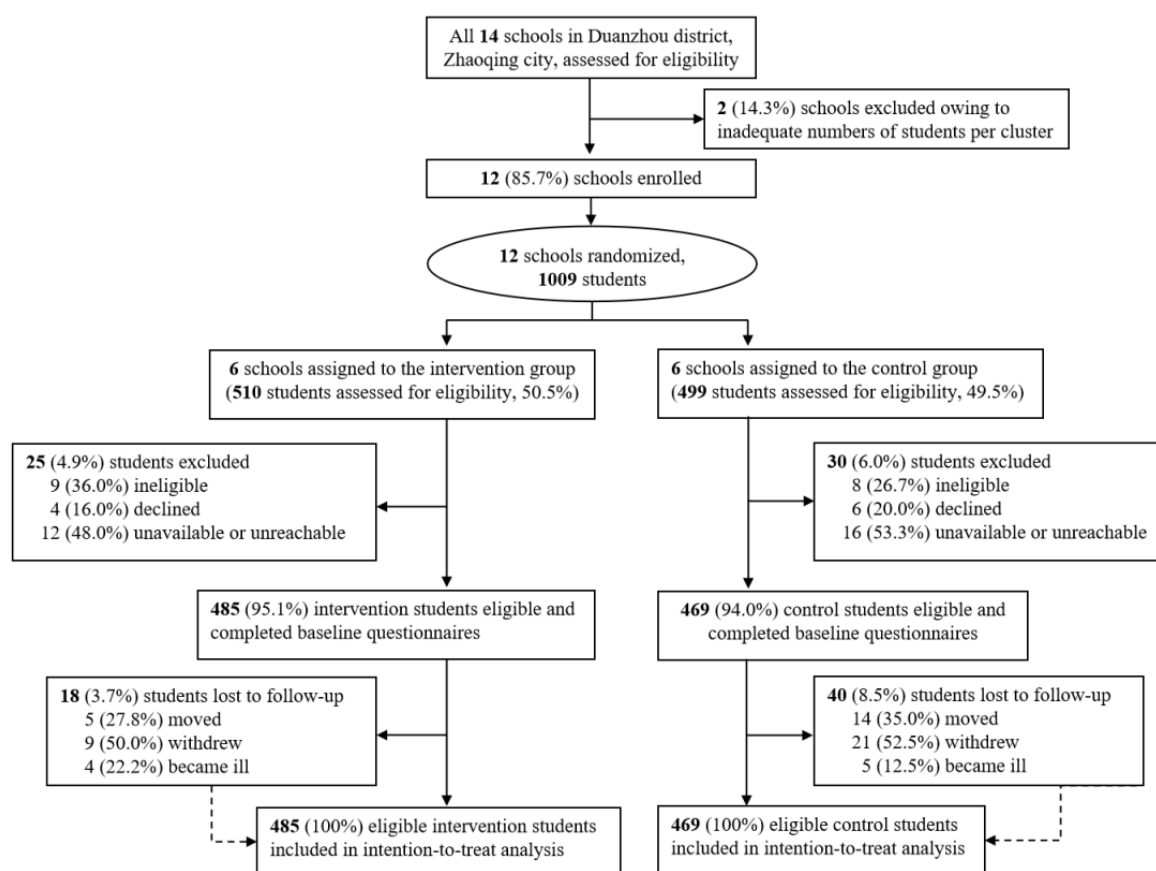 All 14 schools in Duanzhou district,
Zhaoqing city, assessed for eligibility
2 (14.3%) schools excluded owing to
inadequate numbers of students per cluster
12 (85.7%) schools enrolled
12 schools randomized,
1009 students
6 schools assigned to the intervention group
(510 students assessed for eligibility, 50.5%)
6 schools assigned to the control group
(499 students assessed for eligibility, 49.5%)
25 (4.9%) students excluded
9 (36.0%) ineligible
4 (16.0%) declined
12 (48.0%) unavailable or unreachable
30 (6.0%) students excluded
8 (26.7%) ineligible
6 (20.0%) declined
16 (53.3%) unavailable or unreachable
485 (95.1%) intervention students eligible and
completed baseline questionnaires
469 (94.0%) control students eligible and
completed baseline questionnaires
18 (3.7%) students lost to follow-up
5 (27.8%) moved
9 (50.0%) withdrew
4 (22.2%) became ill
40 (8.5%) students lost to follow-up
14 (35.0%) moved
21 (52.5%) withdrew
5 (12.5%) became ill
485 (100%) eligible intervention students
included in intention-to-treat analysis
469 (100%) eligible control students
included in intention-to-treat analysis